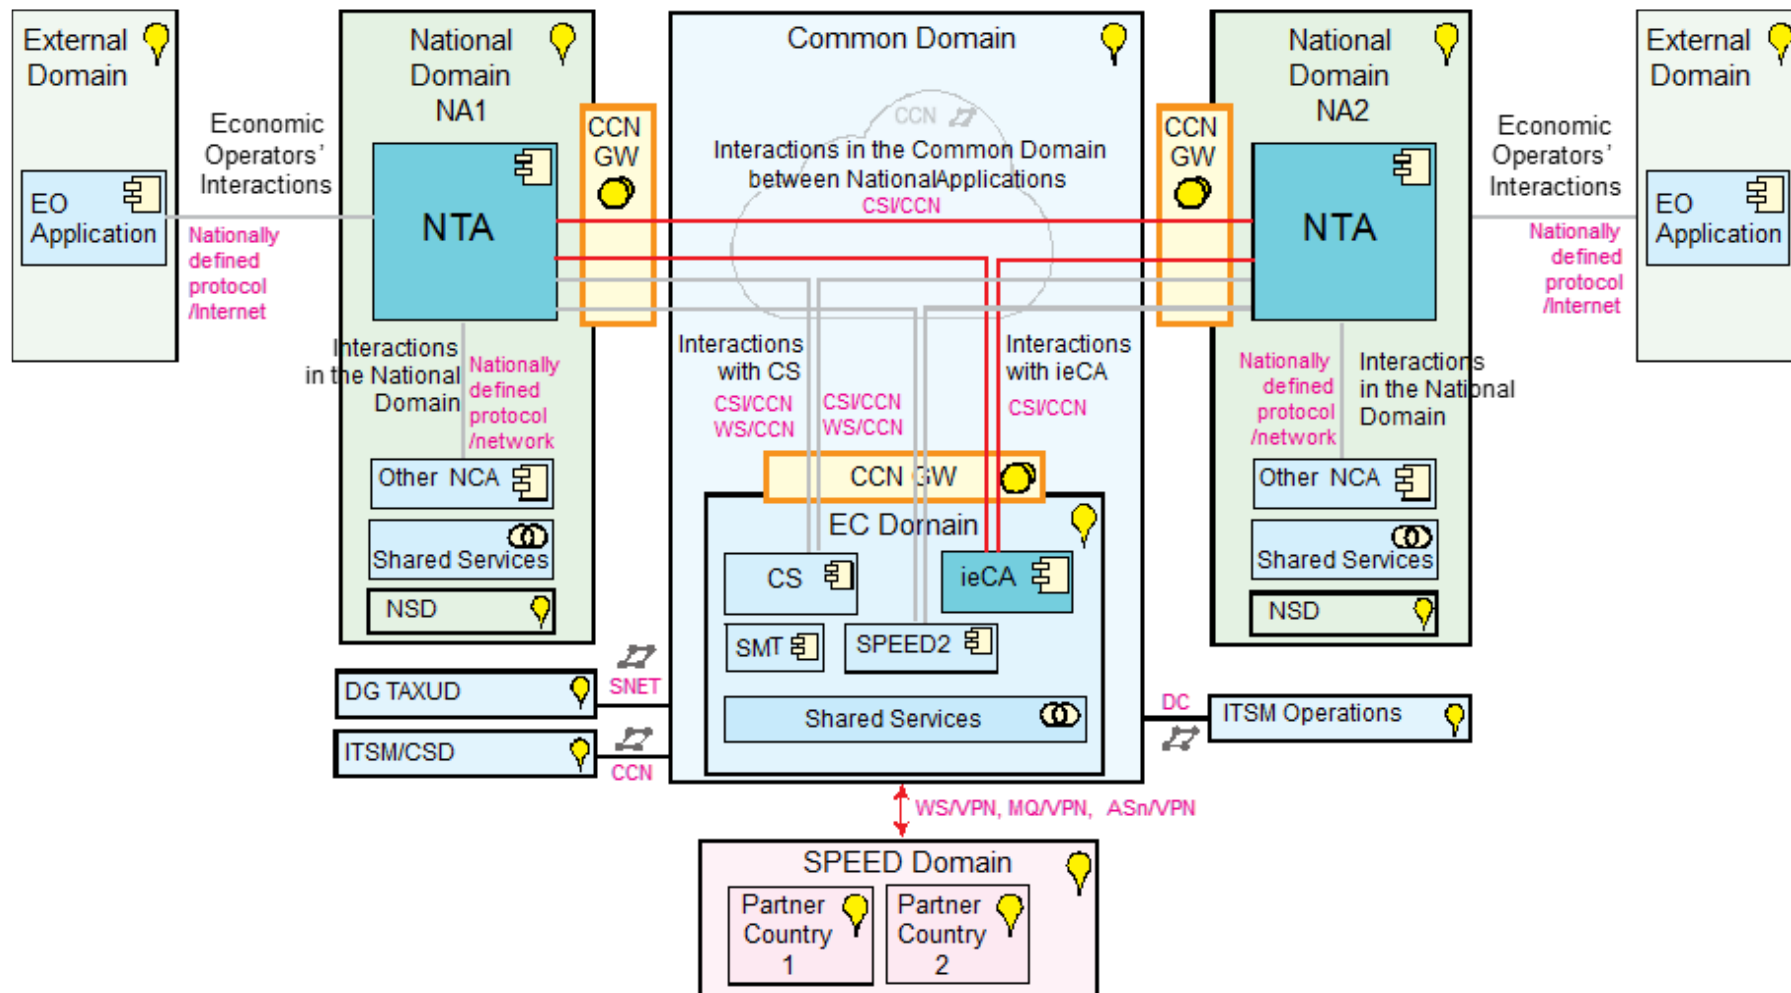 External
Domain
EO
Application
Economic
Operators'
Interactions
Nationally
defined
protocol
/Internet
National
Domain
NA1
NTA
CCN
GW
Interactions
in the National
Domain
Nationally
defined
protocol
/network
Other NCA
Shared Services
NSD
Common Domain
CCN
Interactions in the Common Domain
between NationalApplications
CSI/CCN
Interactions
with CS
CSI/CCN
WS/CCN
CSI/CCN
WS/CCN
Interactions
with ieCA
CSI/CCN
CCN GW
EC Domain
CS
ieCA
SMT
SPEED2
Shared Services
National
Domain
NA2
CCN
GW
NTA
Nationally
defined
protocol
/network
Interactions
in the National
Domain
Other NCA
Shared Services
NSD
Economic
Operators'
Interactions
Nationally
defined
protocol
/Internet
External
Domain
EO
Application
DG TAXUD
SNET
ITSM/CSD
CCN
DC
ITSM Operations
WS/VPN, MQ/VPN, ASn/VPN
SPEED Domain
Partner
Country
1
Partner
Country
2